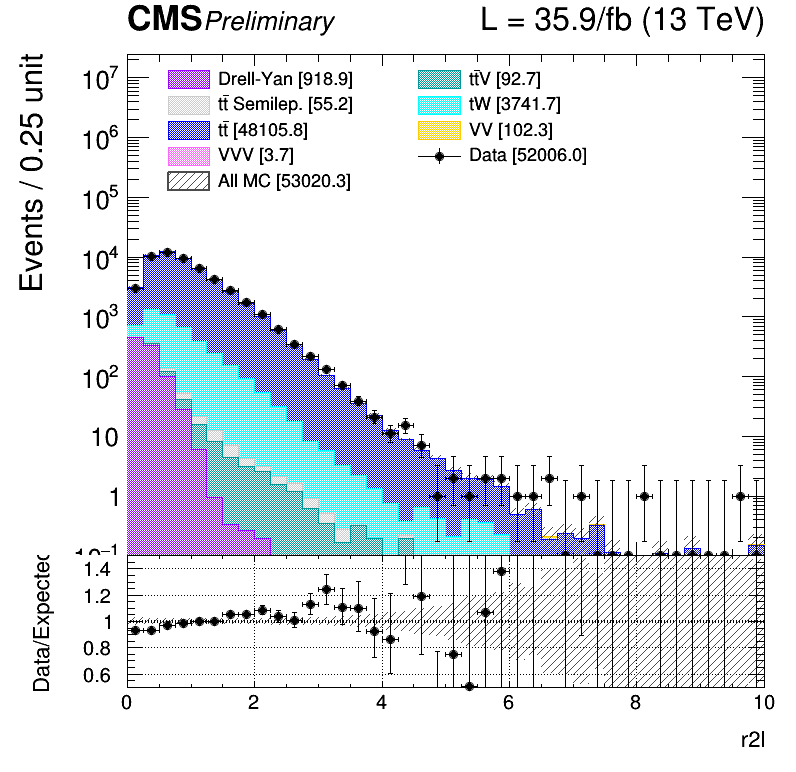 CMS Preliminary L = 35.9/fb (13 TeV)
Events / 0.25 unit
10⁷
10⁶
10⁵
10⁴
10³
10²
10
1
10⁻¹
Drell-Yan [918.9]
tt̄ Semilep. [55.2]
tt̄ [48105.8]
VVV [3.7]
All MC [53020.3]
tt̄V [92.7]
tW [3741.7]
VV [102.3]
Data [52006.0]
Data/Expected
1.4
1.2
1
0.8
0.6
0 2 4 6 8 10
r2l